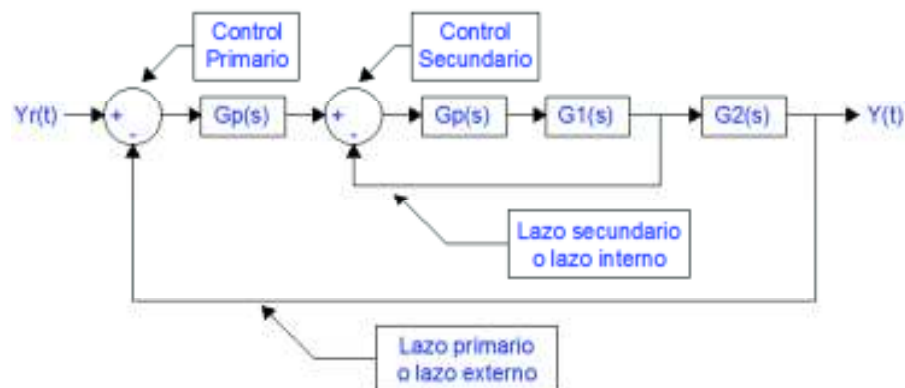 Control
Primario
Control
Secundario
Yr(t)
+
-
Gp(s)
+
-
Gp(s)
G1(s)
G2(s)
Y(t)
Lazo secundario
o lazo interno
Lazo primario
o lazo externo